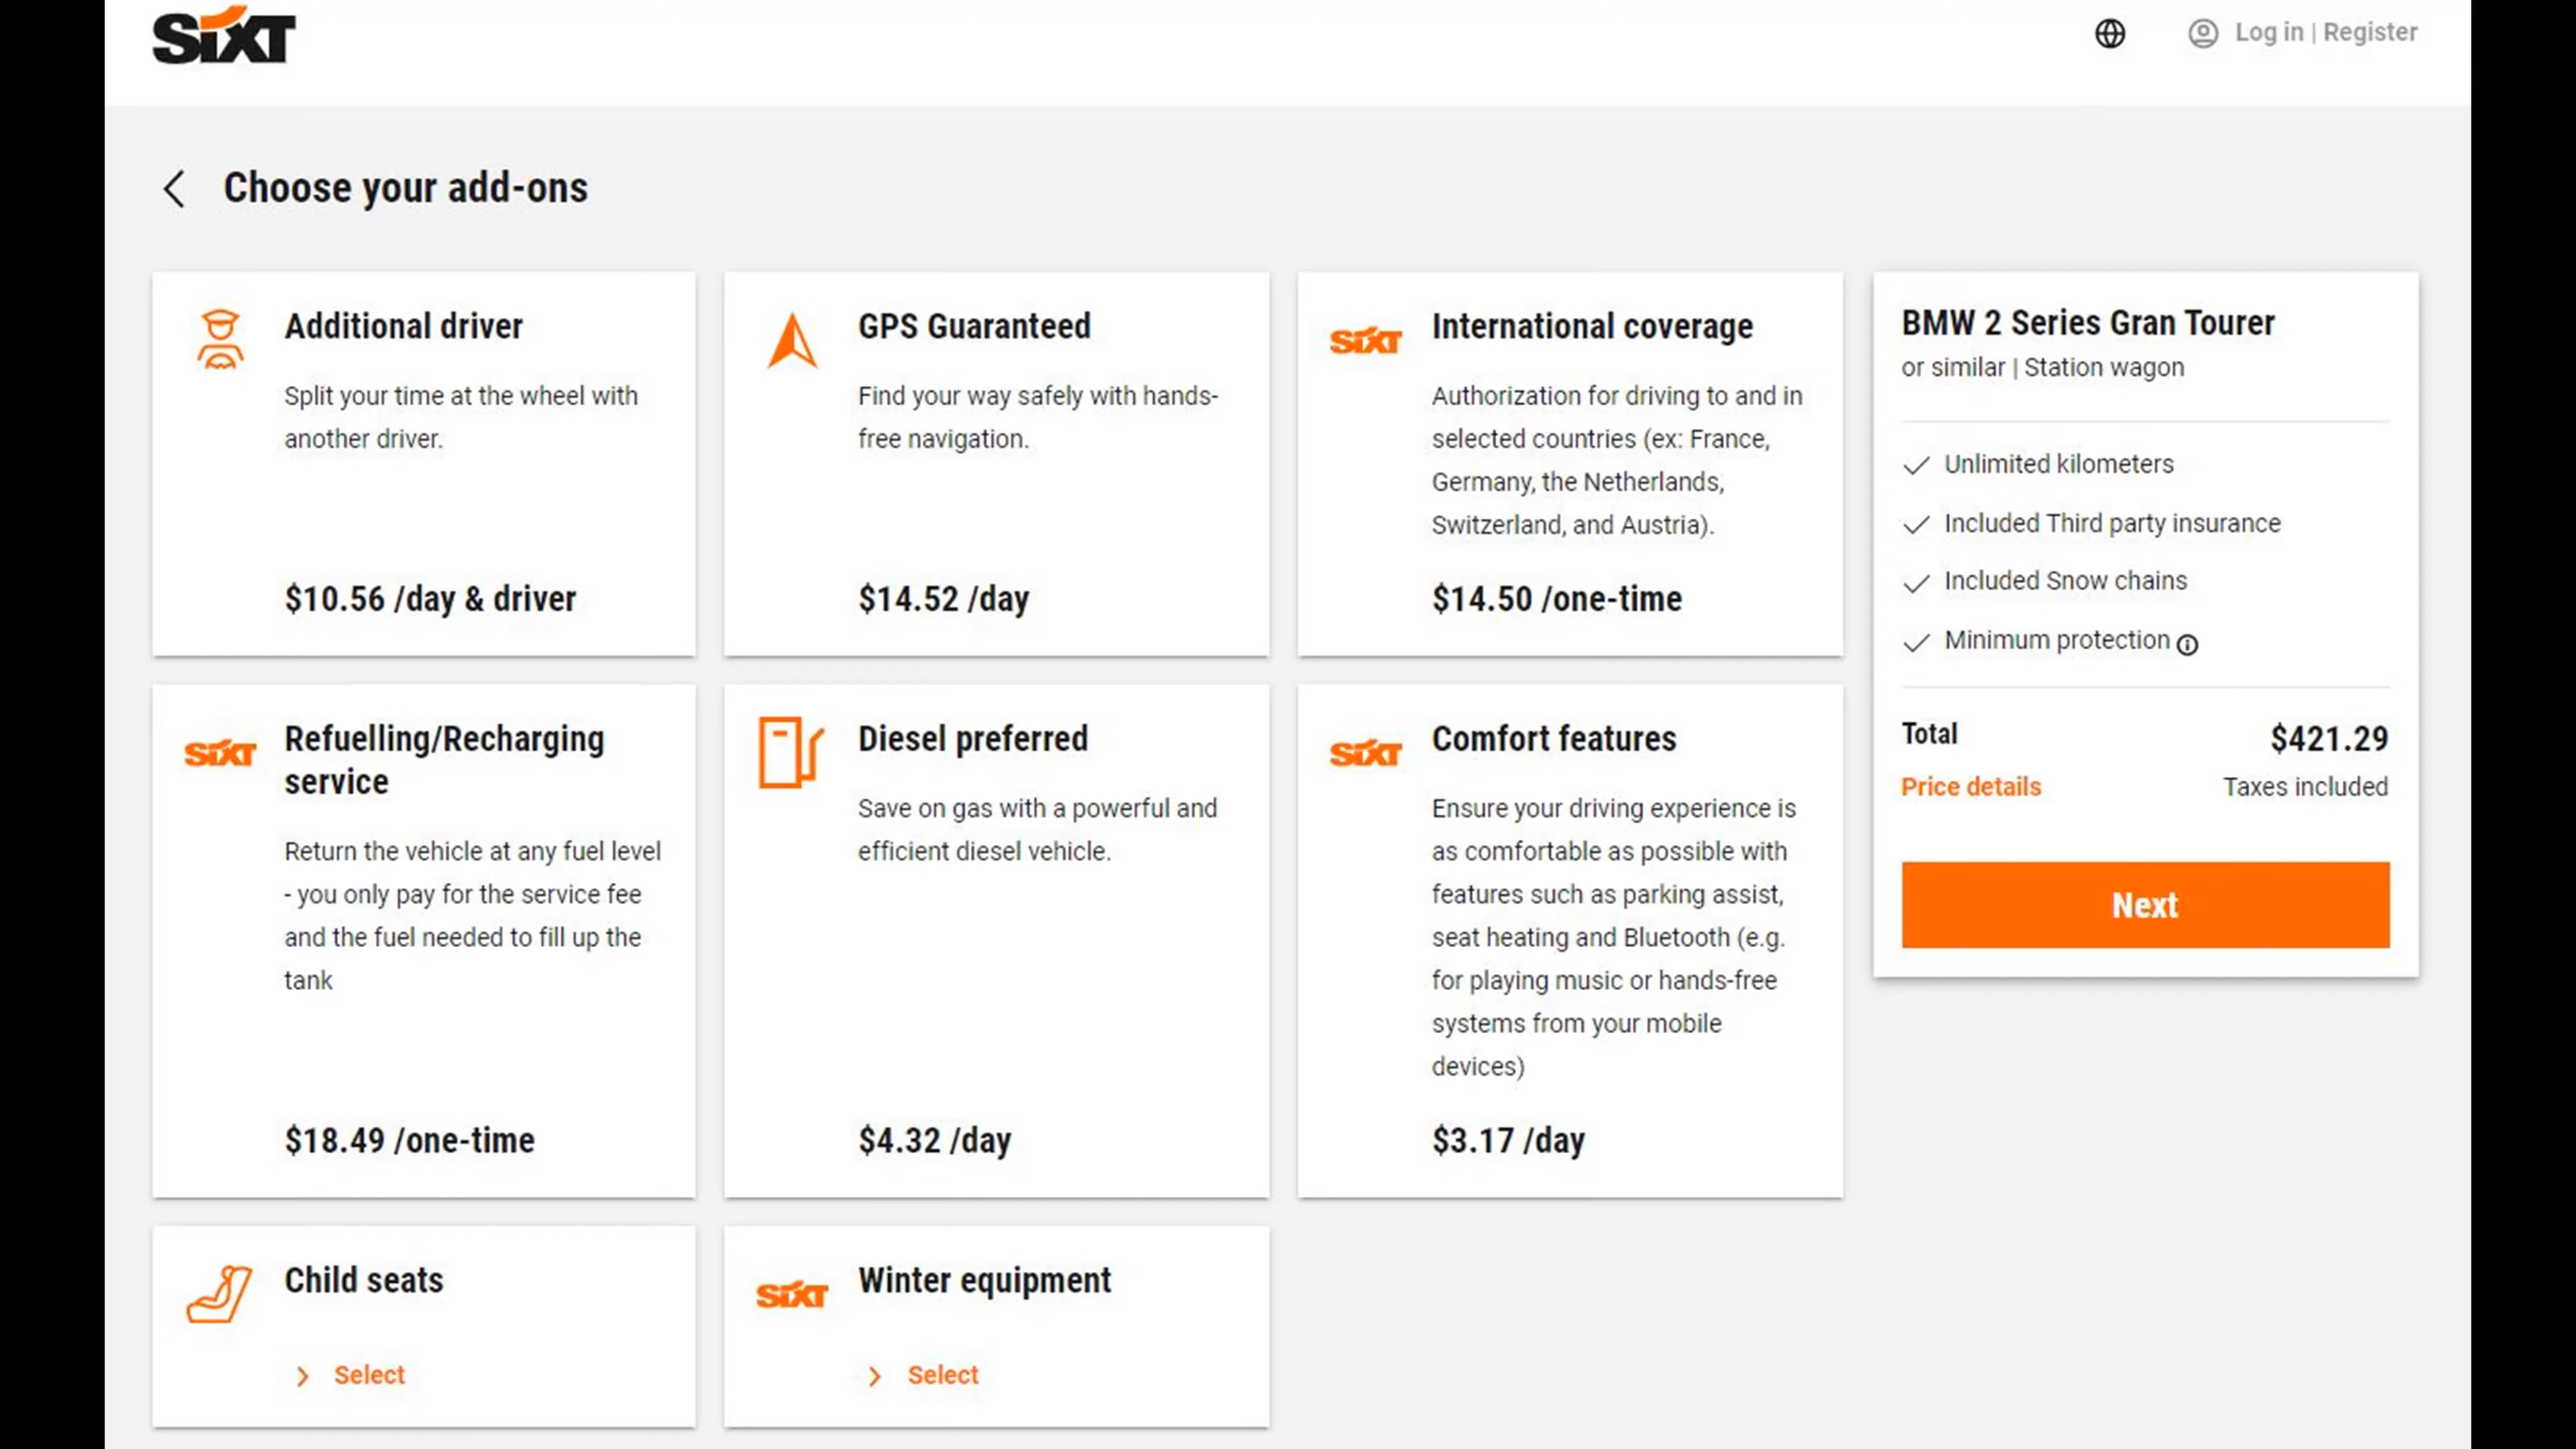 SIXT
Log in | Register
Choose your add-ons
Additional driver
Split your time at the wheel with
another driver.
$10.56 /day & driver
GPS Guaranteed
Find your way safely with hands-
free navigation.
$14.52 /day
SIXT
International coverage
Authorization for driving to and in
selected countries (ex: France,
Germany, the Netherlands,
Switzerland, and Austria).
$14.50 /one-time
SIXT
Refuelling/Recharging
service
Return the vehicle at any fuel level
- you only pay for the service fee
and the fuel needed to fill up the
tank
$18.49 /one-time
Diesel preferred
Save on gas with a powerful and
efficient diesel vehicle.
$4.32 /day
SIXT
Comfort features
Ensure your driving experience is
as comfortable as possible with
features such as parking assist,
seat heating and Bluetooth (e.g.
for playing music or hands-free
systems from your mobile
devices)
$3.17 /day
Child seats
Select
SIXT
Winter equipment
Select
BMW 2 Series Gran Tourer
or similar | Station wagon
Unlimited kilometers
Included Third party insurance
Included Snow chains
Minimum protection
Total
$421.29
Price details
Taxes included
Next